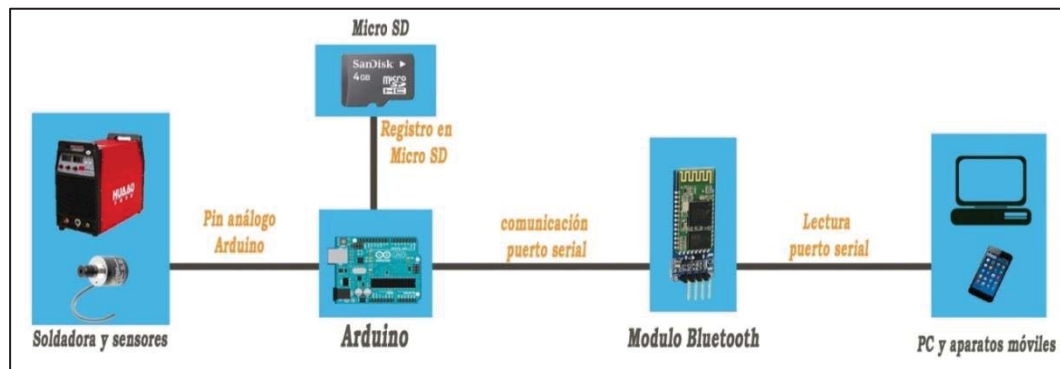 Micro SD
SanDisk
4GB
Micro
SD
HC
Registro en
Micro SD
HUAAO
Pin análogo
Arduino
comunicación
puerto serial
Lectura
puerto serial
Soldadora y sensores
Arduino
Modulo Bluetooth
PC y aparatos móviles